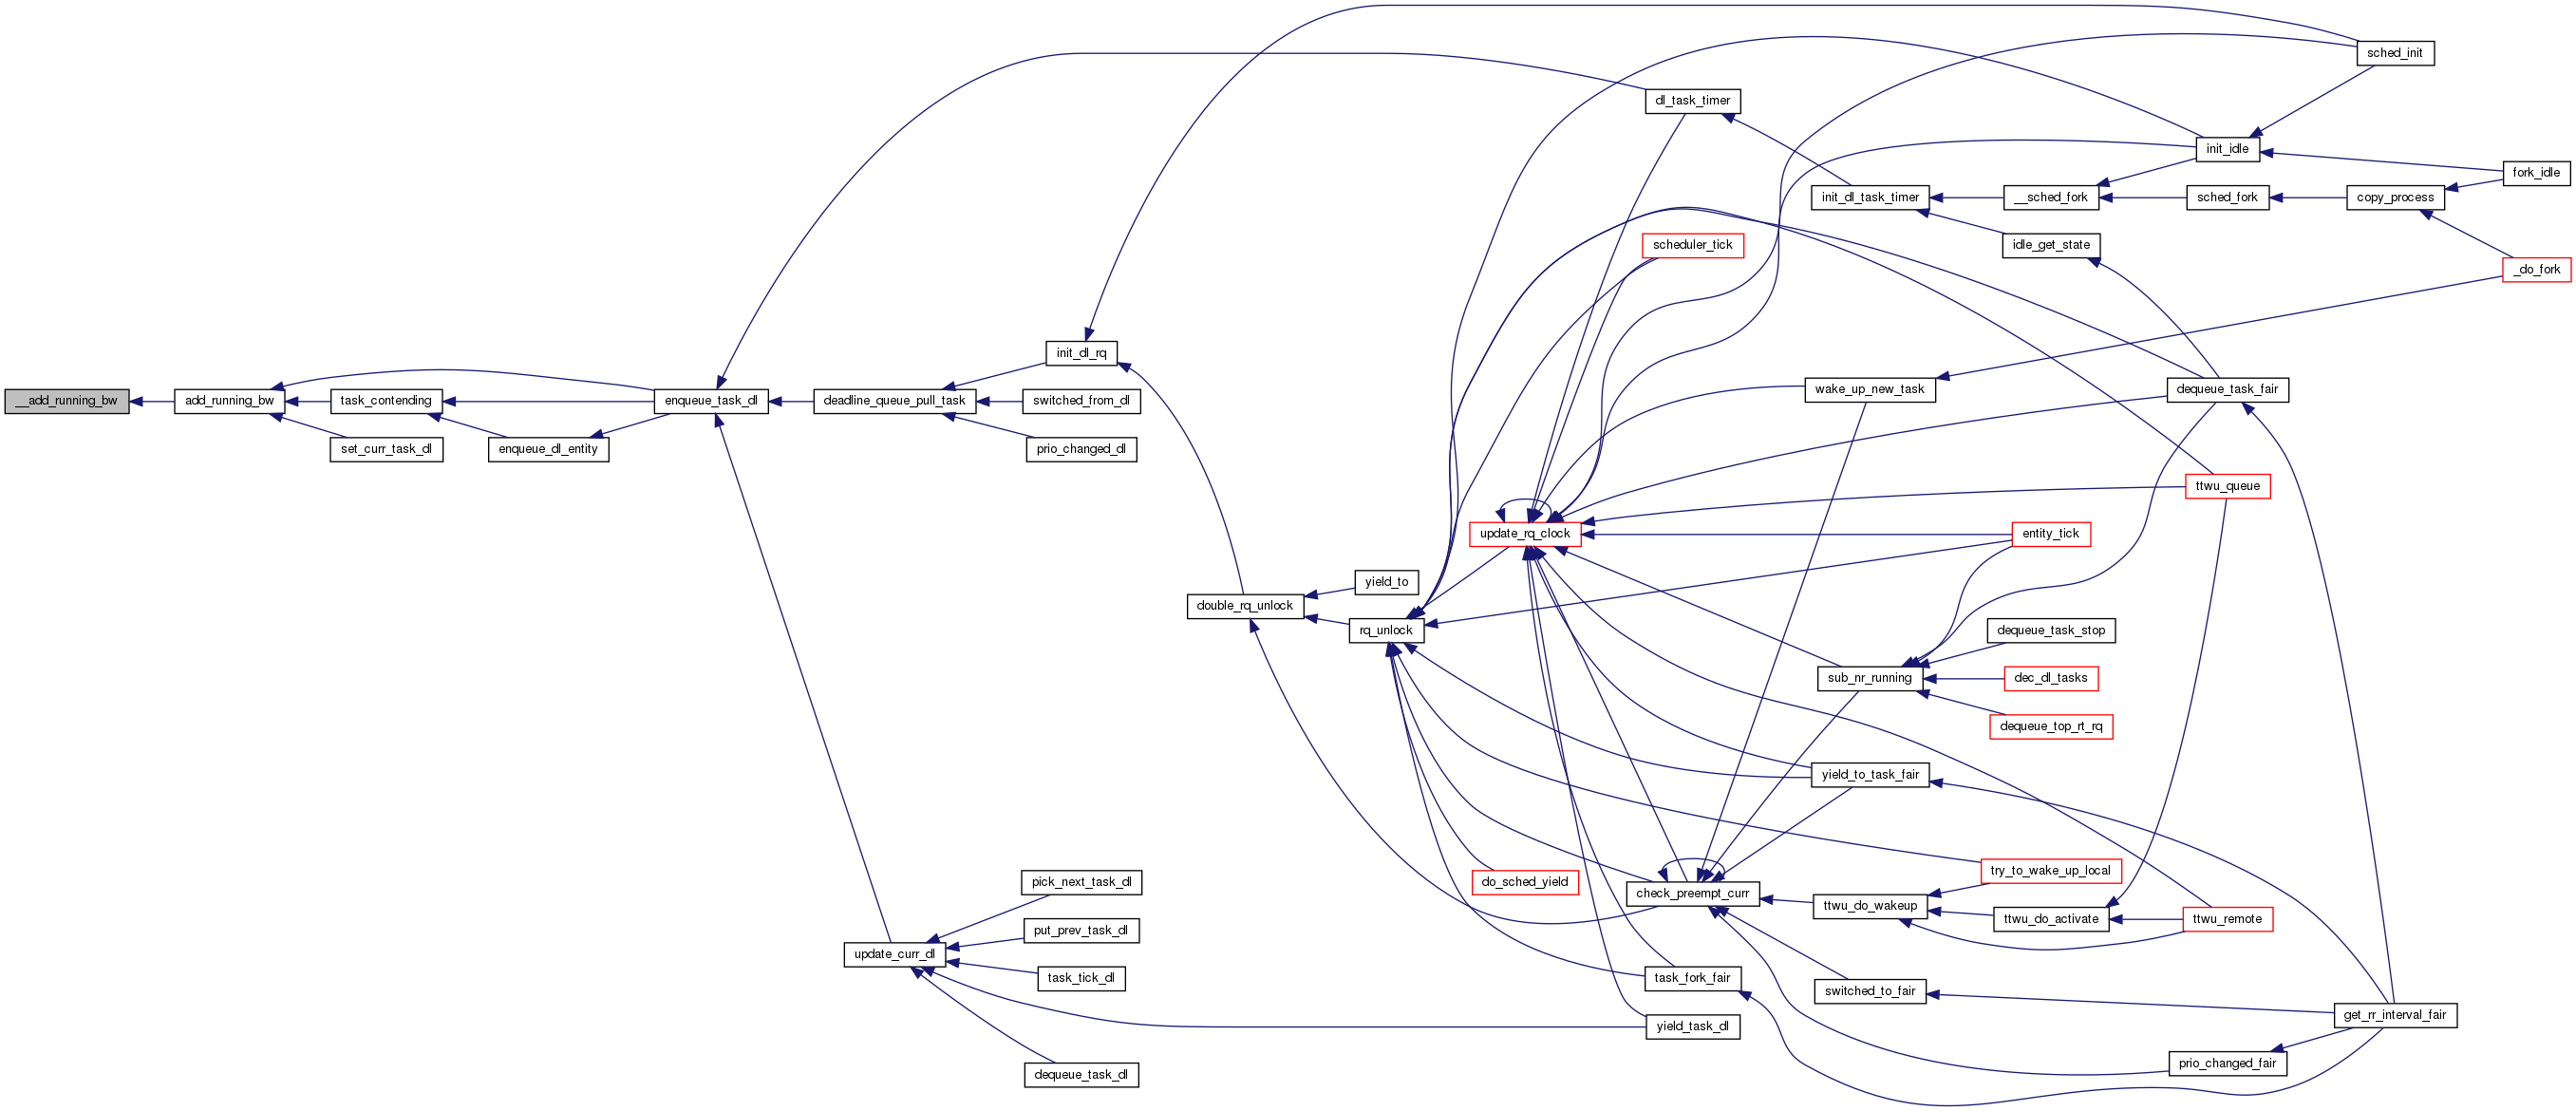 __add_running_bw
add_running_bw
task_contending
set_curr_task_dl
enqueue_dl_entity
enqueue_task_dl
deadline_queue_pull_task
update_curr_dl
init_dl_rq
switched_from_dl
prio_changed_dl
pick_next_task_dl
put_prev_task_dl
task_tick_dl
dequeue_task_dl
double_rq_unlock
yield_to
rq_unlock
update_rq_clock
do_sched_yield
dl_task_timer
scheduler_tick
check_preempt_curr
task_fork_fair
yield_task_dl
init_dl_task_timer
wake_up_new_task
sub_nr_running
yield_to_task_fair
ttwu_do_wakeup
switched_to_fair
__sched_fork
idle_get_state
entity_tick
dequeue_task_stop
dec_dl_tasks
dequeue_top_rt_rq
try_to_wake_up_local
ttwu_do_activate
init_idle
sched_fork
dequeue_task_fair
ttwu_queue
ttwu_remote
prio_changed_fair
sched_init
copy_process
get_rr_interval_fair
fork_idle
_do_fork